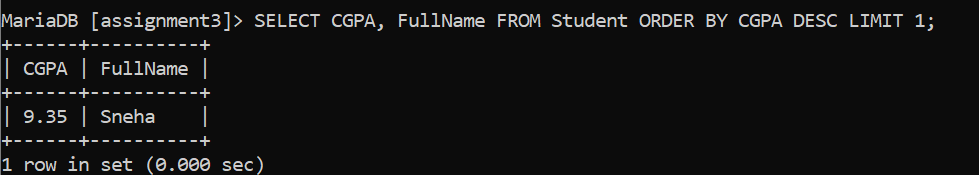 MariaDB [assignment3]> SELECT CGPA, FullName FROM Student ORDER BY CGPA DESC LIMIT 1;
+------+----------+
| CGPA | FullName |
+------+----------+
| 9.35 | Sneha    |
+------+----------+
1 row in set (0.000 sec)